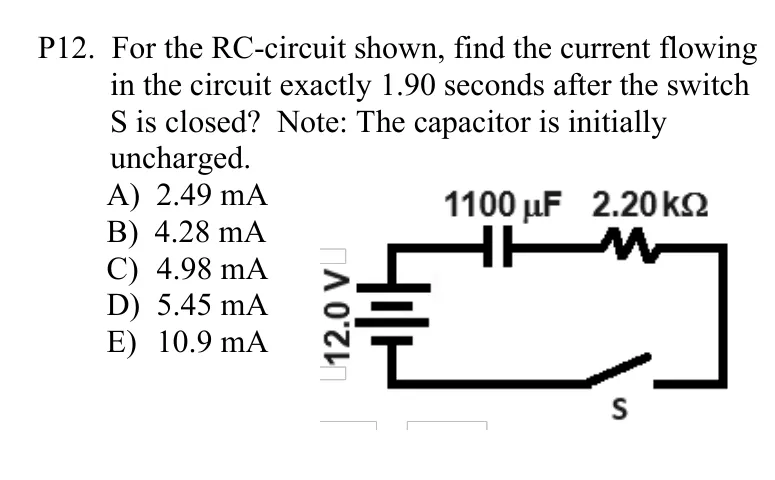 P12. For the RC-circuit shown, find the current flowing
in the circuit exactly 1.90 seconds after the switch
S is closed? Note: The capacitor is initially
uncharged.
A) 2.49 mA
B) 4.28 mA
C) 4.98 mA
D) 5.45 mA
E) 10.9 mA
1100 µF 2.20 kΩ
12.0 V
S